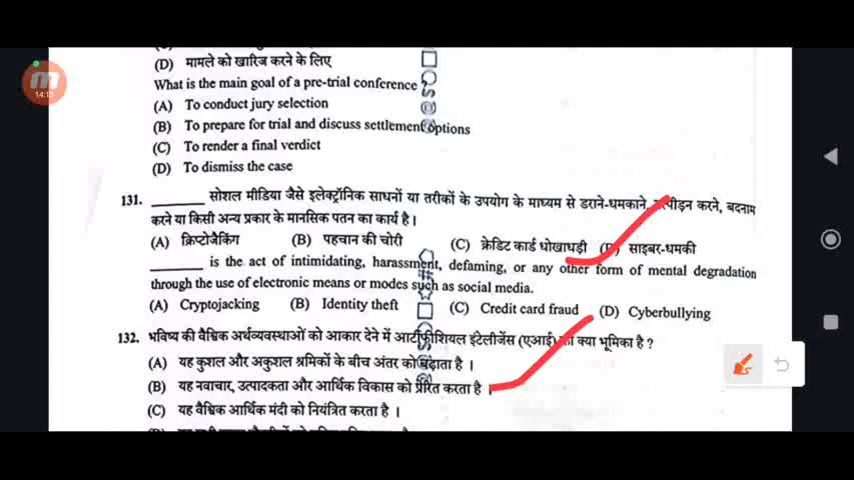 (D) मामले को खारिज करने के लिए
What is the main goal of a pre-trial conference ?
(A) To conduct jury selection
(B) To prepare for trial and discuss settlement options
(C) To render a final verdict
(D) To dismiss the case
131. ________ सोशल मीडिया जैसे इलेक्ट्रॉनिक साधनों या तरीकों के उपयोग के माध्यम से डराने-धमकाने, करने, बदनाम
करने या किसी अन्य प्रकार के मानसिक पतन का कार्य है ।
(A) क्रिप्टोजैकिंग (B) पहचान की चोरी (C) क्रेडिट कार्ड धोखाधड़ी (D) साइबर-धमकी
________ is the act of intimidating, harassment, defaming, or any other form of mental degradation
through the use of electronic means or modes such as social media.
(A) Cryptojacking (B) Identity theft (C) Credit card fraud (D) Cyberbullying
132. भविष्य की वैश्विक अर्थव्यवस्थाओं को आकार देने में आर्टीफ़ीशियल इंटेलीजेंस (एआई) की क्या भूमिका है ?
(A) यह कुशल और अकुशल श्रमिकों के बीच अंतर को बढ़ाता है ।
(B) यह नवाचार, उत्पादकता और आर्थिक विकास को प्रेरित करता है ।
(C) यह वैश्विक आर्थिक मंदी को नियंत्रित करता है ।
14:15